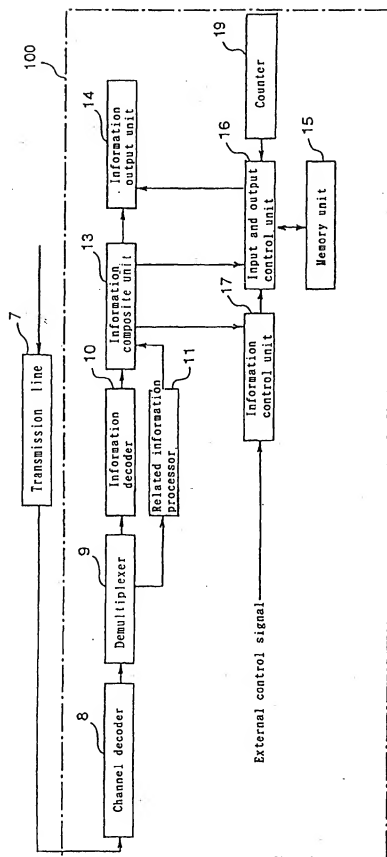 100
7
Transmission line
8
Channel decoder
9
Demultiplexer
10
Information
decoder
11
Related information
processor
13
Information
composite unit
14
Information
output unit
17
Information
control unit
16
Input and output
control unit
19
Counter
15
Memory unit
External control signal